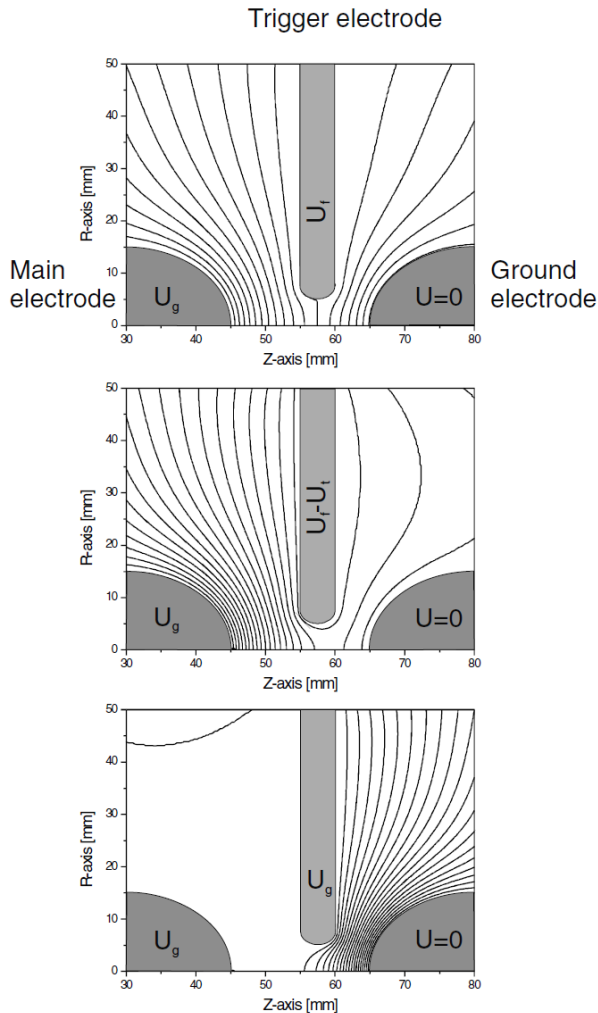 Trigger electrode
50
40
30
20
10
0
R-axis [mm]
Main
electrode
U_g
U_f
U=0
Ground
electrode
30 40 50 60 70 80
Z-axis [mm]
50
40
30
20
10
0
R-axis [mm]
U_g
U_f-U_t
U=0
30 40 50 60 70 80
Z-axis [mm]
50
40
30
20
10
0
R-axis [mm]
U_g
U_g
U=0
30 40 50 60 70 80
Z-axis [mm]